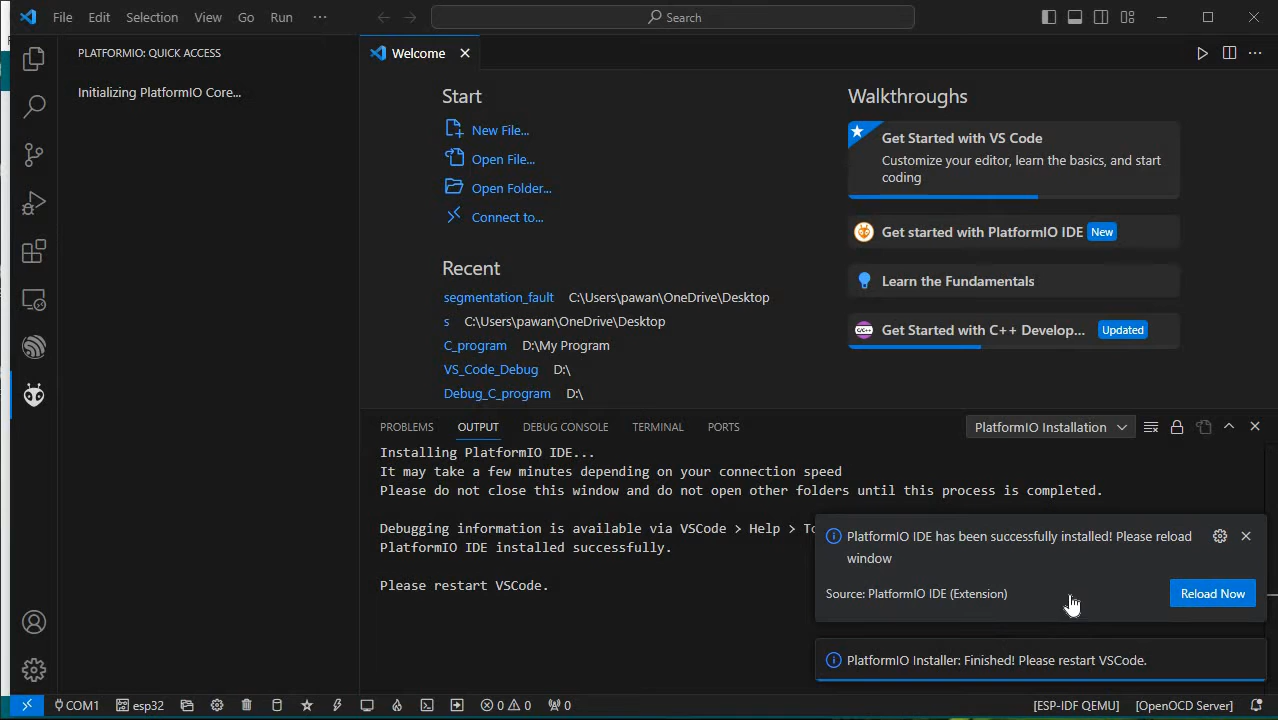 File Edit Selection View Go Run ···
Search
PLATFORMIO: QUICK ACCESS
Initializing PlatformIO Core...
Welcome
Start
New File...
Open File...
Open Folder...
Connect to...
Recent
segmentation_fault C:\Users\pawan\OneDrive\Desktop
s C:\Users\pawan\OneDrive\Desktop
C_program D:\My Program
VS_Code_Debug D:\
Debug_C_program D:\
Walkthroughs
Get Started with VS Code
Customize your editor, learn the basics, and start
coding
Get started with PlatformIO IDE New
Learn the Fundamentals
Get Started with C++ Develop... Updated
PROBLEMS OUTPUT DEBUG CONSOLE TERMINAL PORTS PlatformIO Installation
Installing PlatformIO IDE...
It may take a few minutes depending on your connection speed
Please do not close this window and do not open other folders until this process is completed.
Debugging information is available via VSCode > Help > To
PlatformIO IDE installed successfully.
Please restart VSCode.
PlatformIO IDE has been successfully installed! Please reload
window
Source: PlatformIO IDE (Extension) Reload Now
PlatformIO Installer: Finished! Please restart VSCode.
COM1 esp32 0 0 0 [ESP-IDF QEMU] [OpenOCD Server]